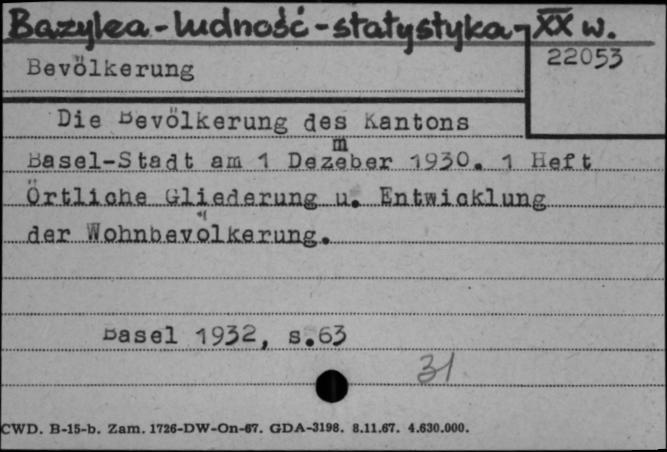 Bazylea - ludność - statystyka - XX w.
22053
Bevölkerung
Die Bevölkerung des Kantons
m
Basel-Stadt am 1 Dezeber 1930. 1 Heft
Örtliche Gliederung u. Entwicklung
der Wohnbevölkerung.
Basel 1932, s.63
31
CWD. B-15-b. Zam. 1726-DW-On-67. GDA-3198. 8.11.67. 4.630.000.